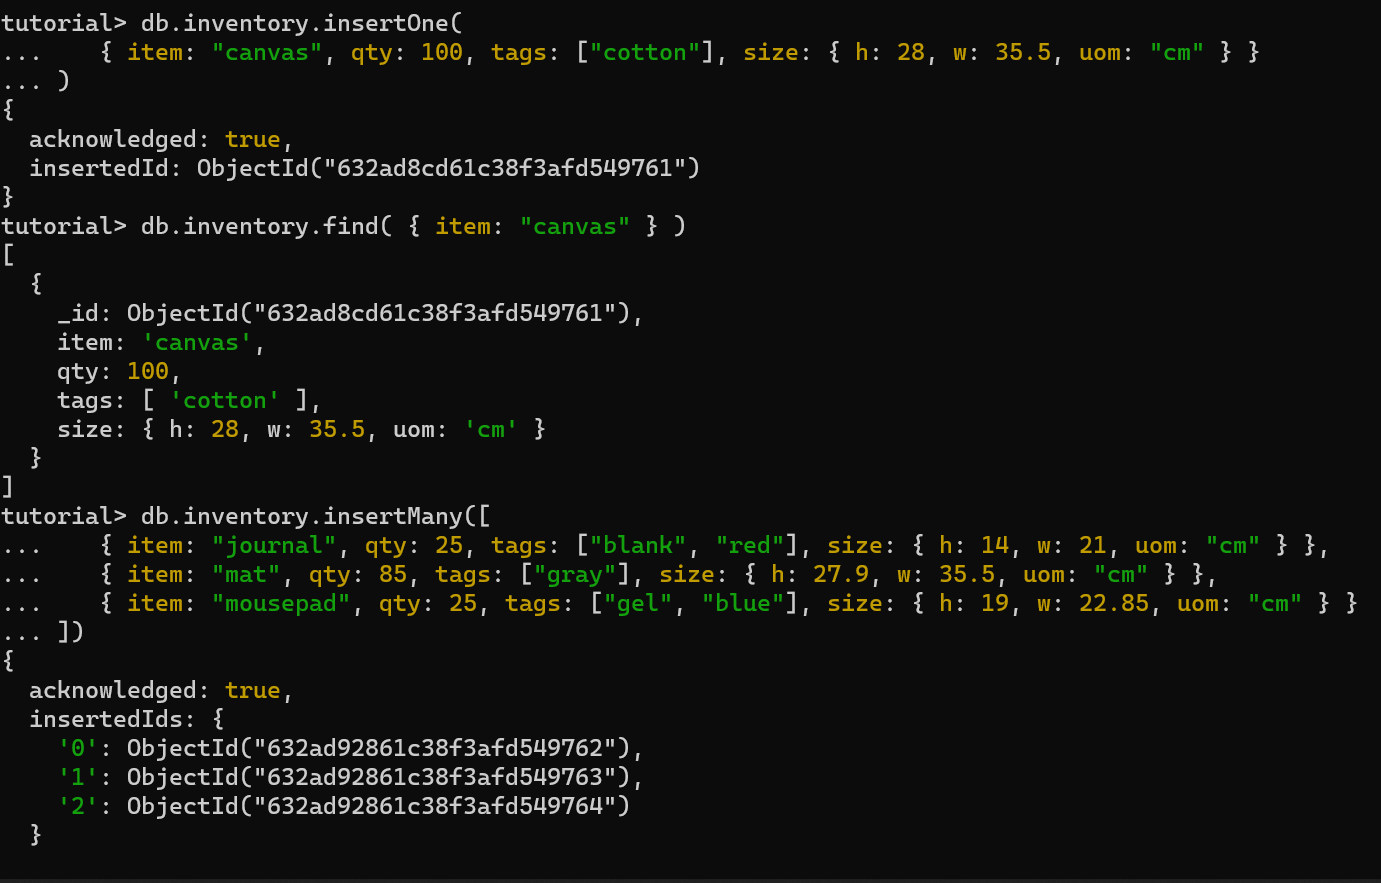 tutorial> db.inventory.insertOne(
...    { item: "canvas", qty: 100, tags: ["cotton"], size: { h: 28, w: 35.5, uom: "cm" } }
... )
{
  acknowledged: true,
  insertedId: ObjectId("632ad8cd61c38f3afd549761")
}
tutorial> db.inventory.find( { item: "canvas" } )
[
  {
    _id: ObjectId("632ad8cd61c38f3afd549761"),
    item: 'canvas',
    qty: 100,
    tags: [ 'cotton' ],
    size: { h: 28, w: 35.5, uom: 'cm' }
  }
]
tutorial> db.inventory.insertMany([
...    { item: "journal", qty: 25, tags: ["blank", "red"], size: { h: 14, w: 21, uom: "cm" } },
...    { item: "mat", qty: 85, tags: ["gray"], size: { h: 27.9, w: 35.5, uom: "cm" } },
...    { item: "mousepad", qty: 25, tags: ["gel", "blue"], size: { h: 19, w: 22.85, uom: "cm" } }
... ])
{
  acknowledged: true,
  insertedIds: {
    '0': ObjectId("632ad92861c38f3afd549762"),
    '1': ObjectId("632ad92861c38f3afd549763"),
    '2': ObjectId("632ad92861c38f3afd549764")
  }